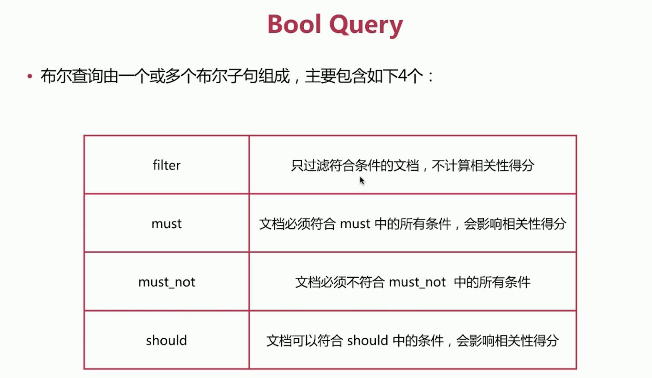 Bool Query
• 布尔查询由一个或多个布尔子句组成，主要包含如下4个：
filter
只过滤符合条件的文档，不计算相关性得分
must
文档必须符合 must 中的所有条件，会影响相关性得分
must_not
文档必须不符合 must_not 中的所有条件
should
文档可以符合 should 中的条件，会影响相关性得分